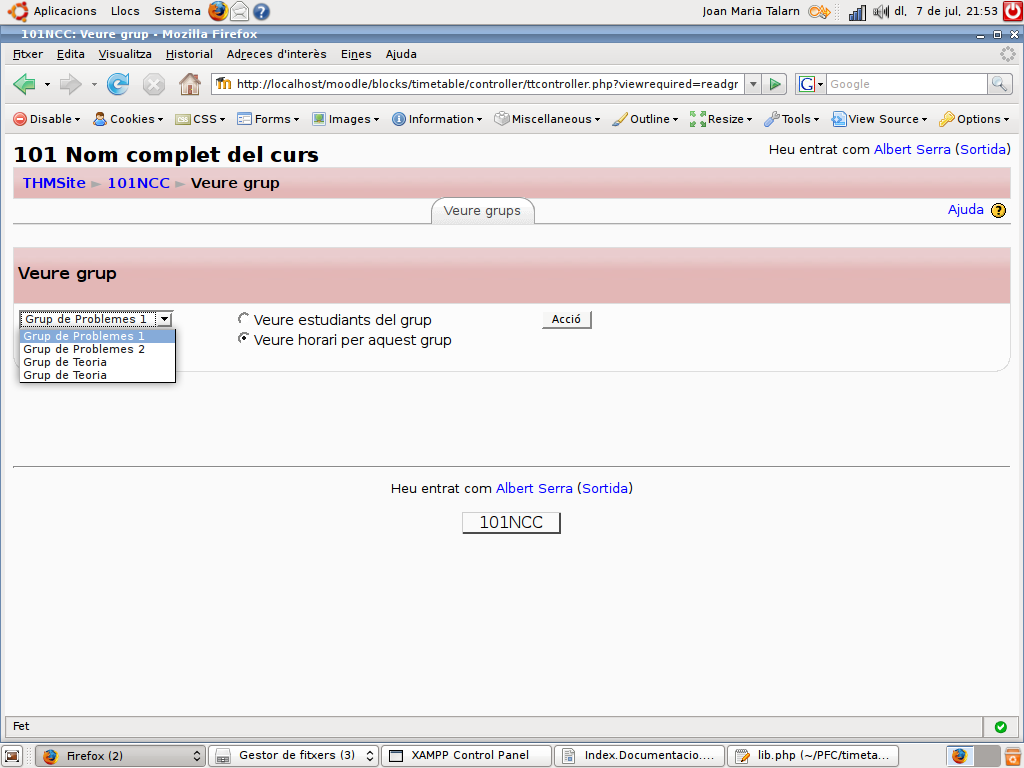 Aplicacions Llocs Sistema Joan Maria Talarn dl, 7 de jul, 21:53
101NCC: Veure grup - Mozilla Firefox
Fitxer Edita Visualitza Historial Adreces d'interès Eines Ajuda
http://localhost/moodle/blocks/timetable/controller/ttcontroller.php?viewrequired=readgr Google
Disable Cookies CSS Forms Images Information Miscellaneous Outline Resize Tools View Source Options
101 Nom complet del curs
Heu entrat com Albert Serra (Sortida)
THMSite ► 101NCC ► Veure grup
Veure grups
Ajuda
Veure grup
Grup de Problemes 1
Veure estudiants del grup
Acció
Veure horari per aquest grup
Grup de Problemes 1
Grup de Problemes 2
Grup de Teoria
Grup de Teoria
Heu entrat com Albert Serra (Sortida)
101NCC
Fet
Firefox (2) Gestor de fitxers (3) XAMPP Control Panel Index.Documentacio.... lib.php (~/PFC/timeta...